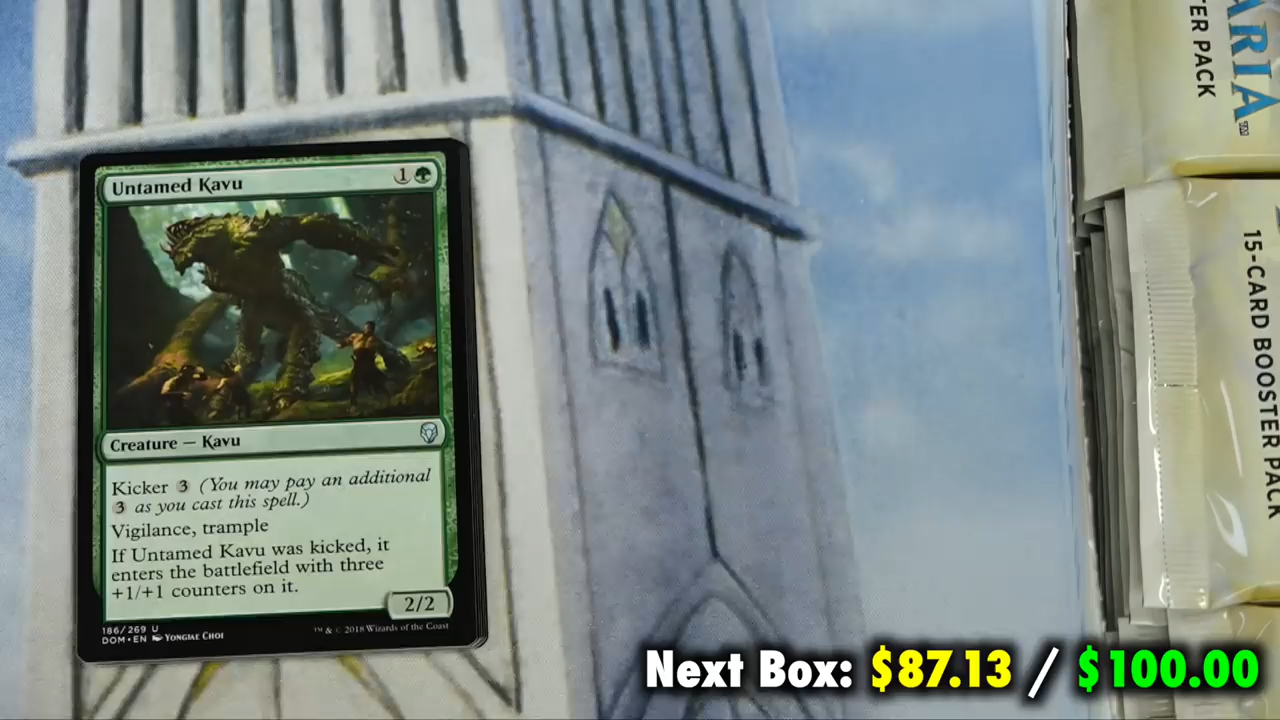 Untamed Kavu 1
Creature — Kavu
Kicker 3 (You may pay an additional
3 as you cast this spell.)
Vigilance, trample
If Untamed Kavu was kicked, it
enters the battlefield with three
+1/+1 counters on it.
2/2
186/269 U
DOM • EN Yongjae Choi
™ & © 2018 Wizards of the Coast
ARIA™
TER PACK
15-CARD BOOSTER PACK
Next Box: $87.13 / $100.00